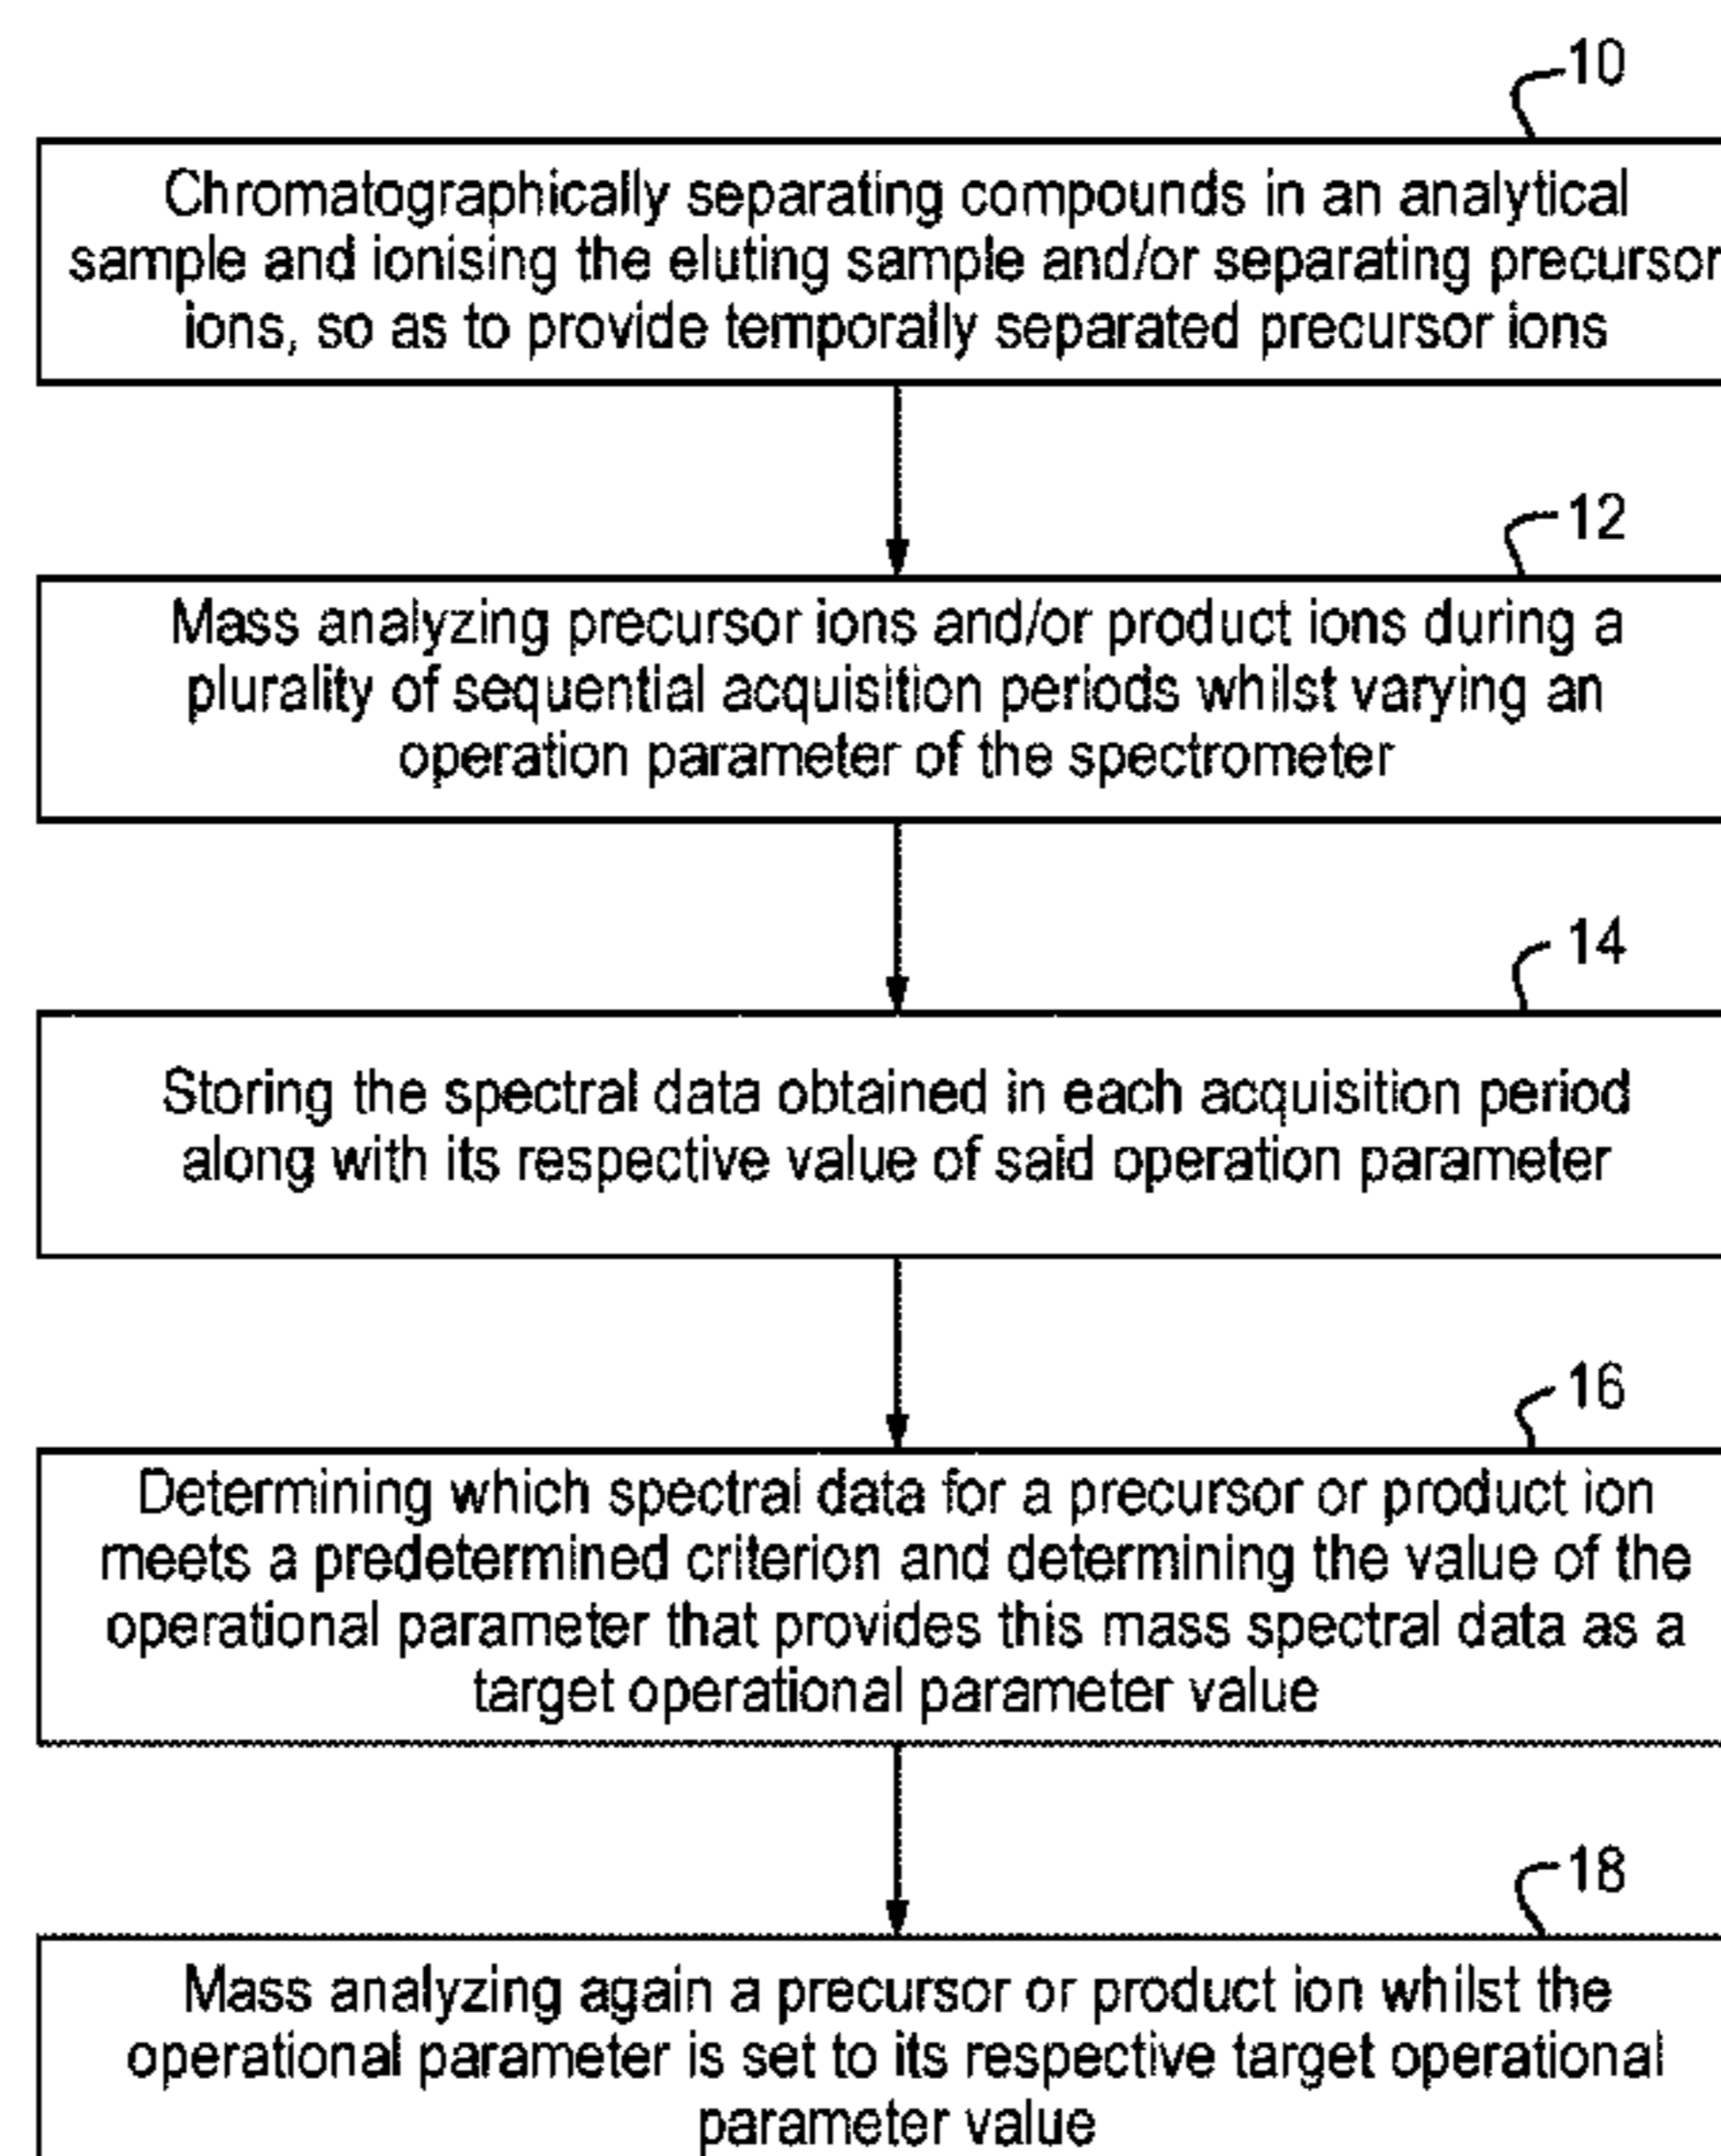 10
Chromatographically separating compounds in an analytical
sample and ionising the eluting sample and/or separating precursor
ions, so as to provide temporally separated precursor ions
12
Mass analyzing precursor ions and/or product ions during a
plurality of sequential acquisition periods whilst varying an
operation parameter of the spectrometer
14
Storing the spectral data obtained in each acquisition period
along with its respective value of said operation parameter
16
Determining which spectral data for a precursor or product ion
meets a predetermined criterion and determining the value of the
operational parameter that provides this mass spectral data as a
target operational parameter value
18
Mass analyzing again a precursor or product ion whilst the
operational parameter is set to its respective target operational
parameter value